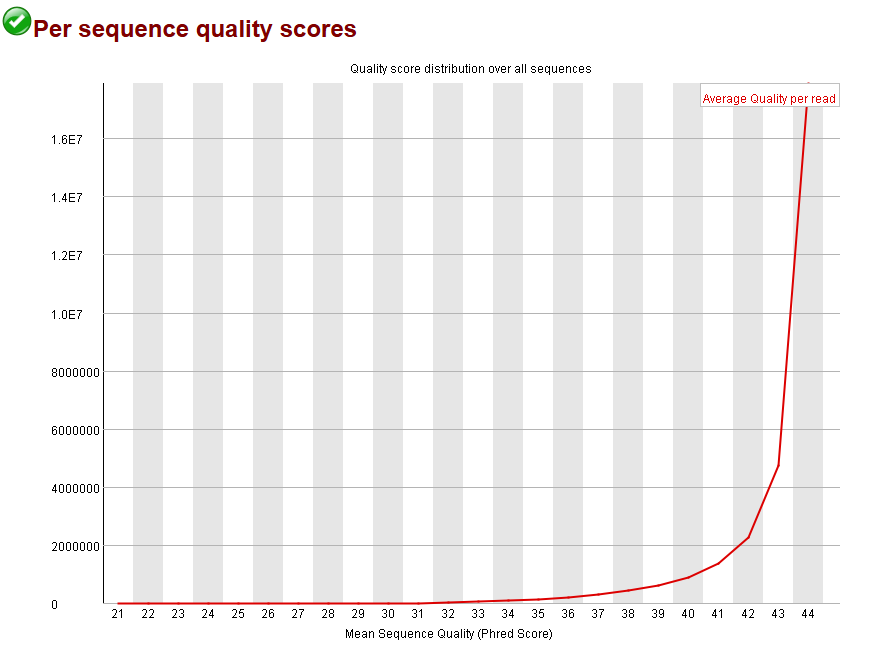 Per sequence quality scores
Quality score distribution over all sequences
Average Quality per read
1.6E7
1.4E7
1.2E7
1.0E7
8000000
6000000
4000000
2000000
0
21 22 23 24 25 26 27 28 29 30 31 32 33 34 35 36 37 38 39 40 41 42 43 44
Mean Sequence Quality (Phred Score)